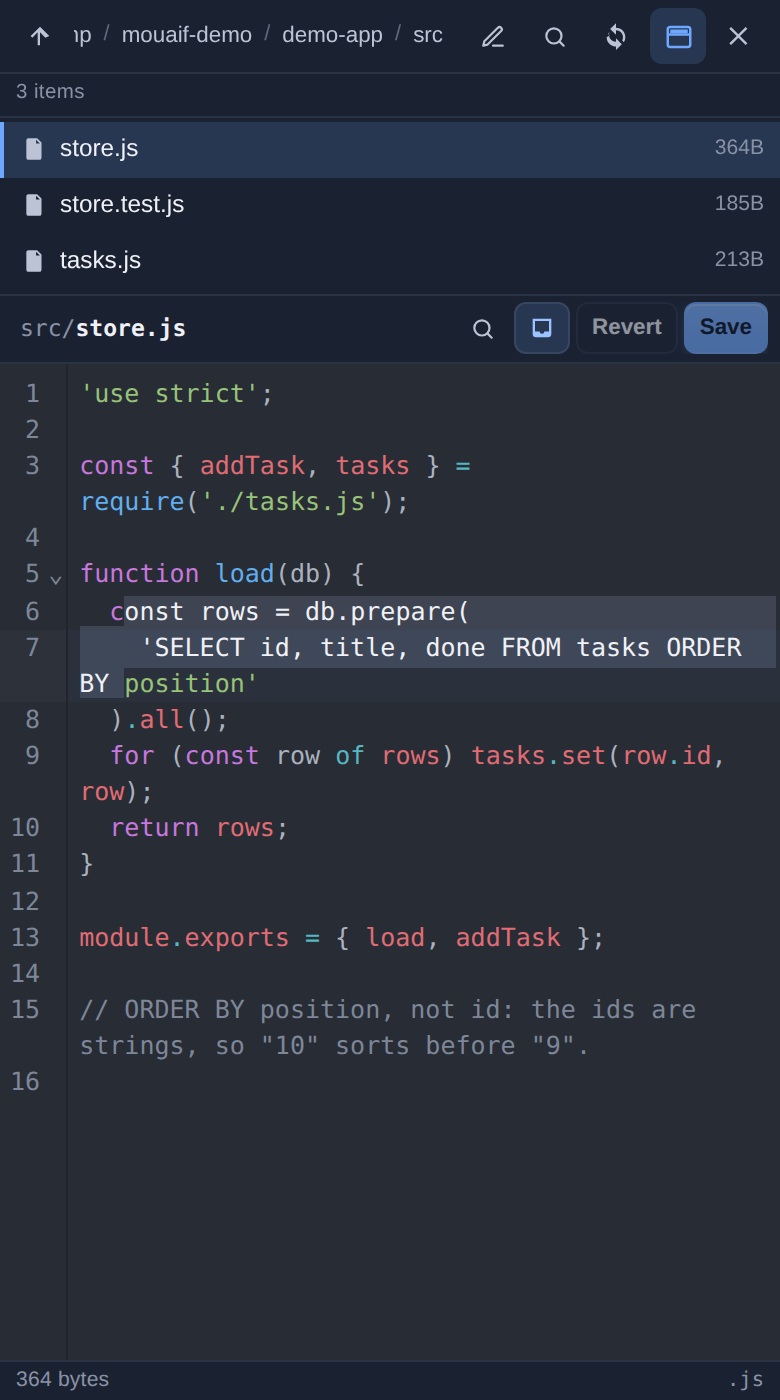 mouaif-demo / demo-app / src
3 items
store.js 364B
store.test.js 185B
tasks.js 213B
src/store.js Revert Save
1 'use strict';
2
3 const { addTask, tasks } =
require('./tasks.js');
4
5 function load(db) {
6   const rows = db.prepare(
7     'SELECT id, title, done FROM tasks ORDER
BY position'
8   ).all();
9   for (const row of rows) tasks.set(row.id,
row);
10   return rows;
11 }
12
13 module.exports = { load, addTask };
14
15 // ORDER BY position, not id: the ids are
strings, so "10" sorts before "9".
16
364 bytes .js